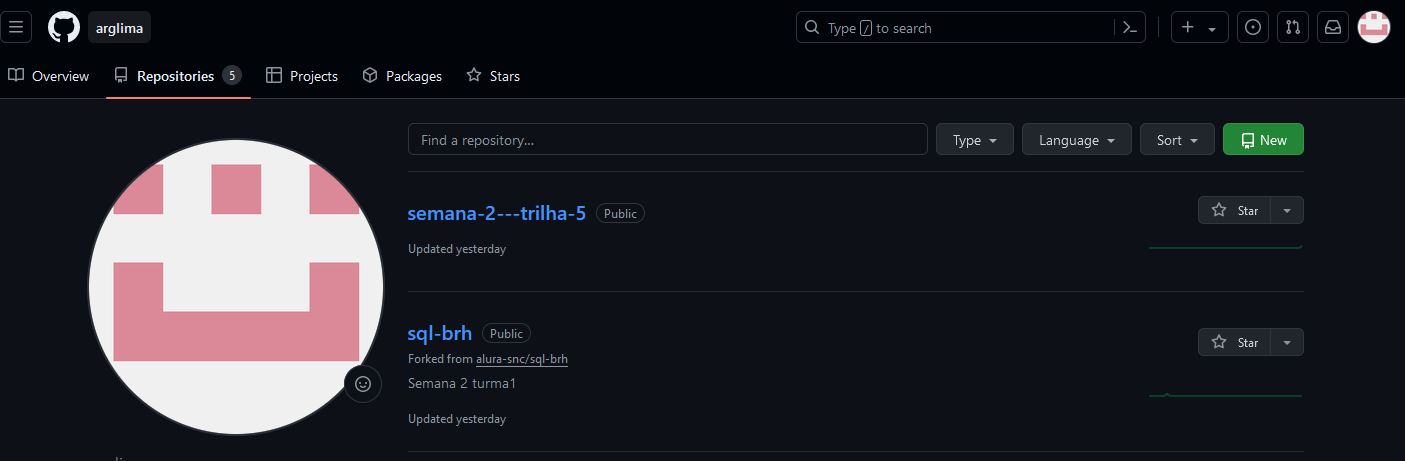 arglima
Type / to search
Overview
Repositories 5
Projects
Packages
Stars
Find a repository...
Type
Language
Sort
New
semana-2---trilha-5 Public
Star
Updated yesterday
sql-brh Public
Star
Forked from alura-snc/sql-brh
Semana 2 turma1
Updated yesterday